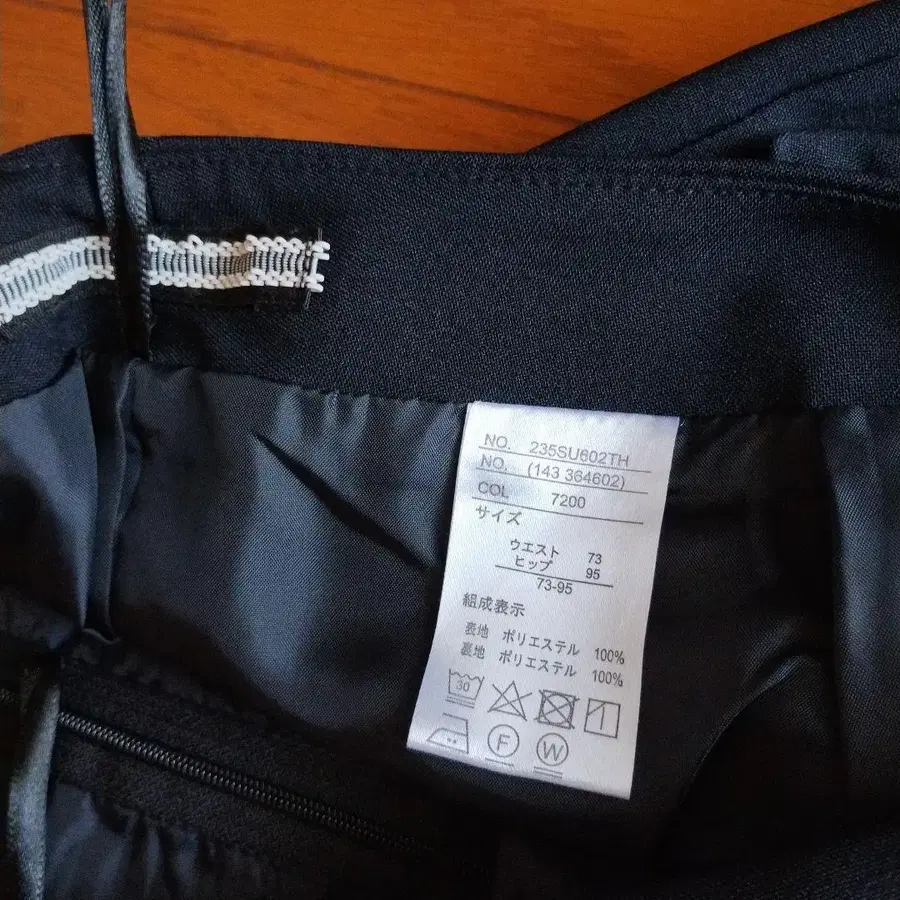 NO. 235SU602TH
NO. (143 364602)
COL 7200
サイズ
ウエスト 73
ヒップ 95
73-95
組成表示
表地 ポリエステル 100%
裏地 ポリエステル 100%
30
F W